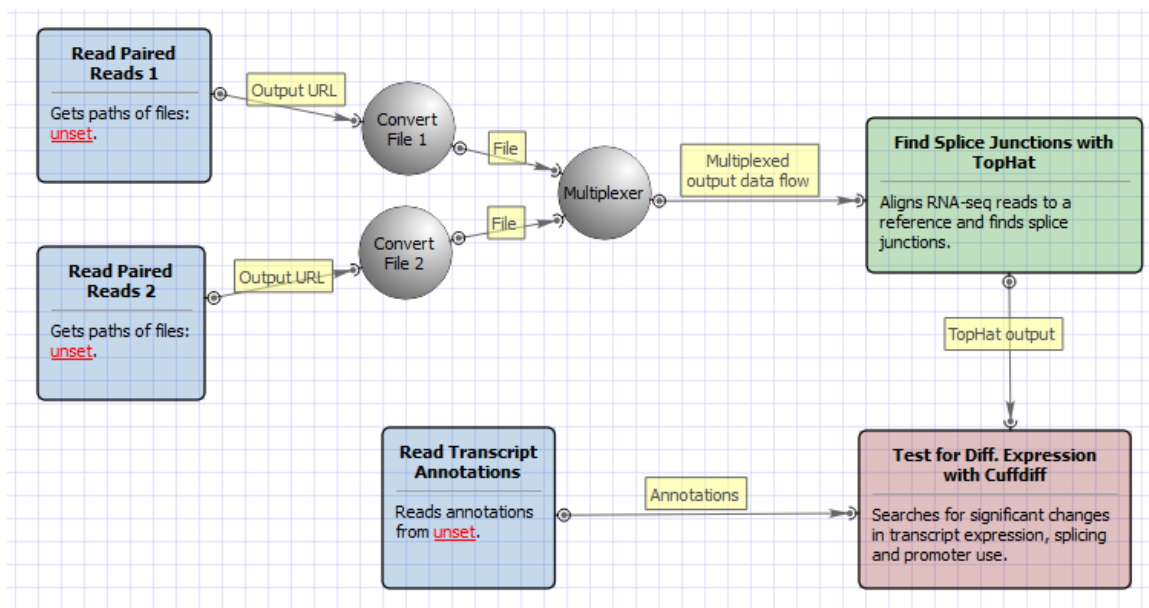 Read Paired
Reads 1
Gets paths of files:
unset.
Output URL
Convert
File 1
File
Multiplexer
Multiplexed
output data flow
Find Splice Junctions with
TopHat
Aligns RNA-seq reads to a
reference and finds splice
junctions.
Read Paired
Reads 2
Gets paths of files:
unset.
Output URL
Convert
File 2
File
TopHat output
Read Transcript
Annotations
Reads annotations
from unset.
Annotations
Test for Diff. Expression
with Cuffdiff
Searches for significant changes
in transcript expression, splicing
and promoter use.